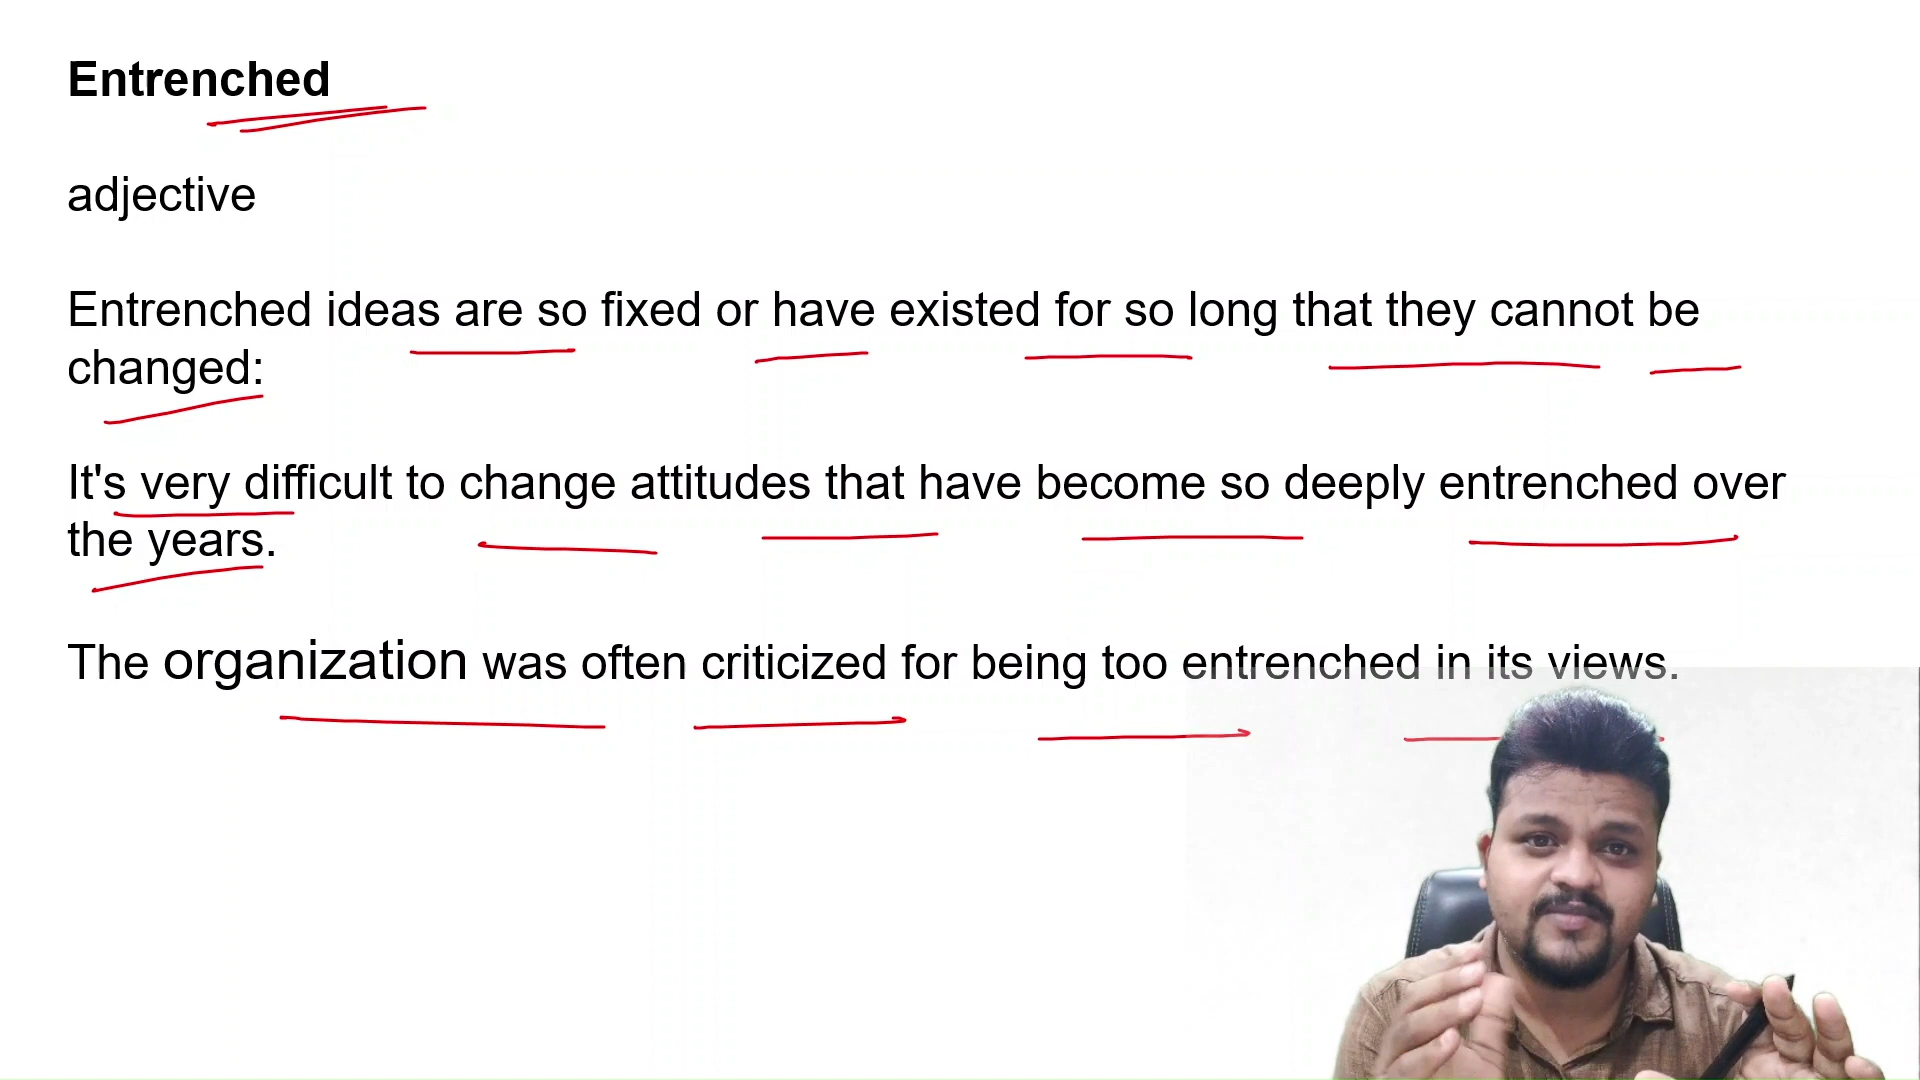 Entrenched
adjective
Entrenched ideas are so fixed or have existed for so long that they cannot be
changed:
It's very difficult to change attitudes that have become so deeply entrenched over
the years.
The organization was often criticized for being too entrenched in its views.